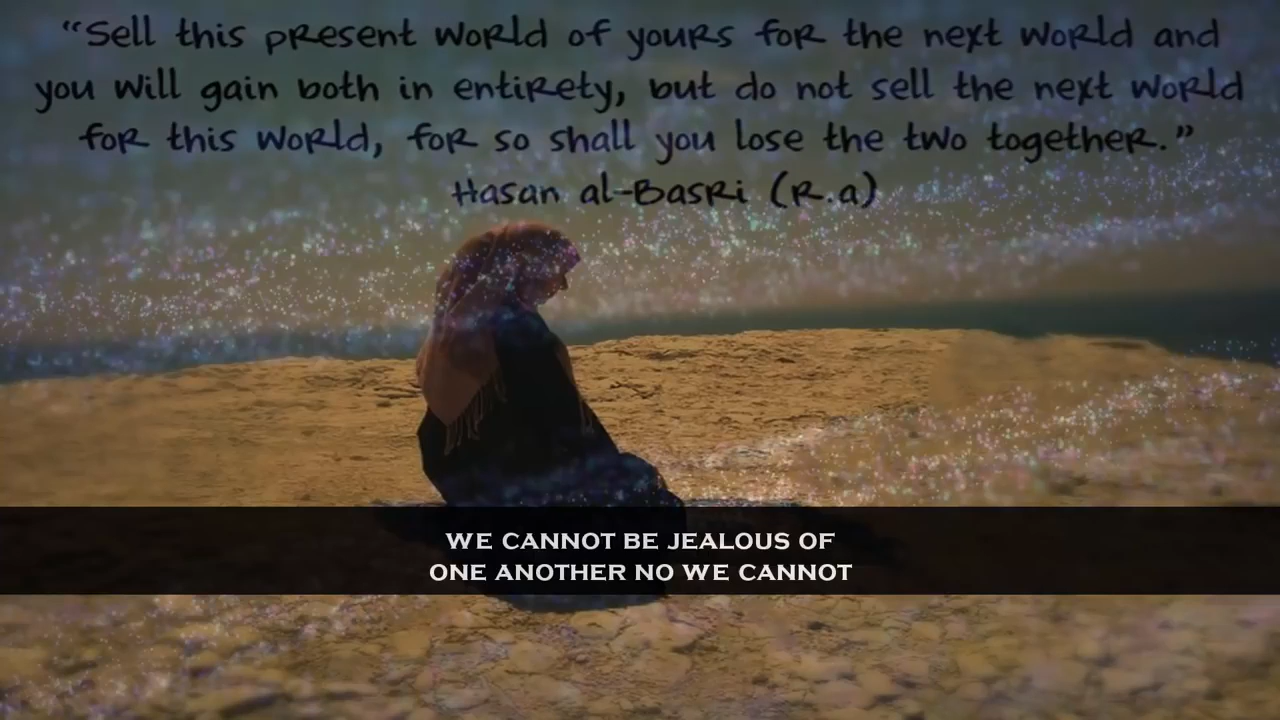 “Sell this present world of yours for the next world and
you will gain both in entirety, but do not sell the next world
for this world, for so shall you lose the two together.”
Hasan al-Basri (R.a)
WE CANNOT BE JEALOUS OF
ONE ANOTHER NO WE CANNOT